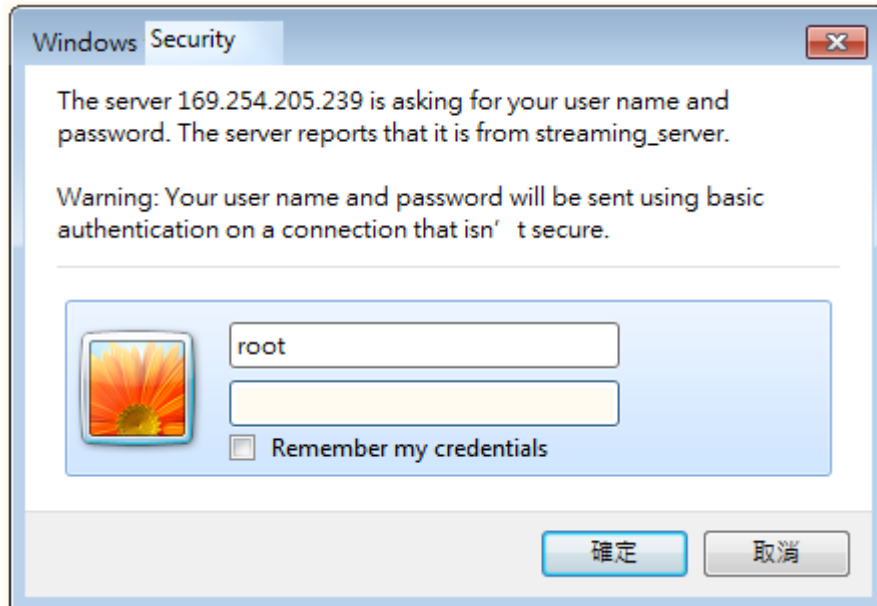 Windows Security
The server 169.254.205.239 is asking for your user name and
password. The server reports that it is from streaming_server.
Warning: Your user name and password will be sent using basic
authentication on a connection that isn’t secure.
root
Remember my credentials
確定 取消